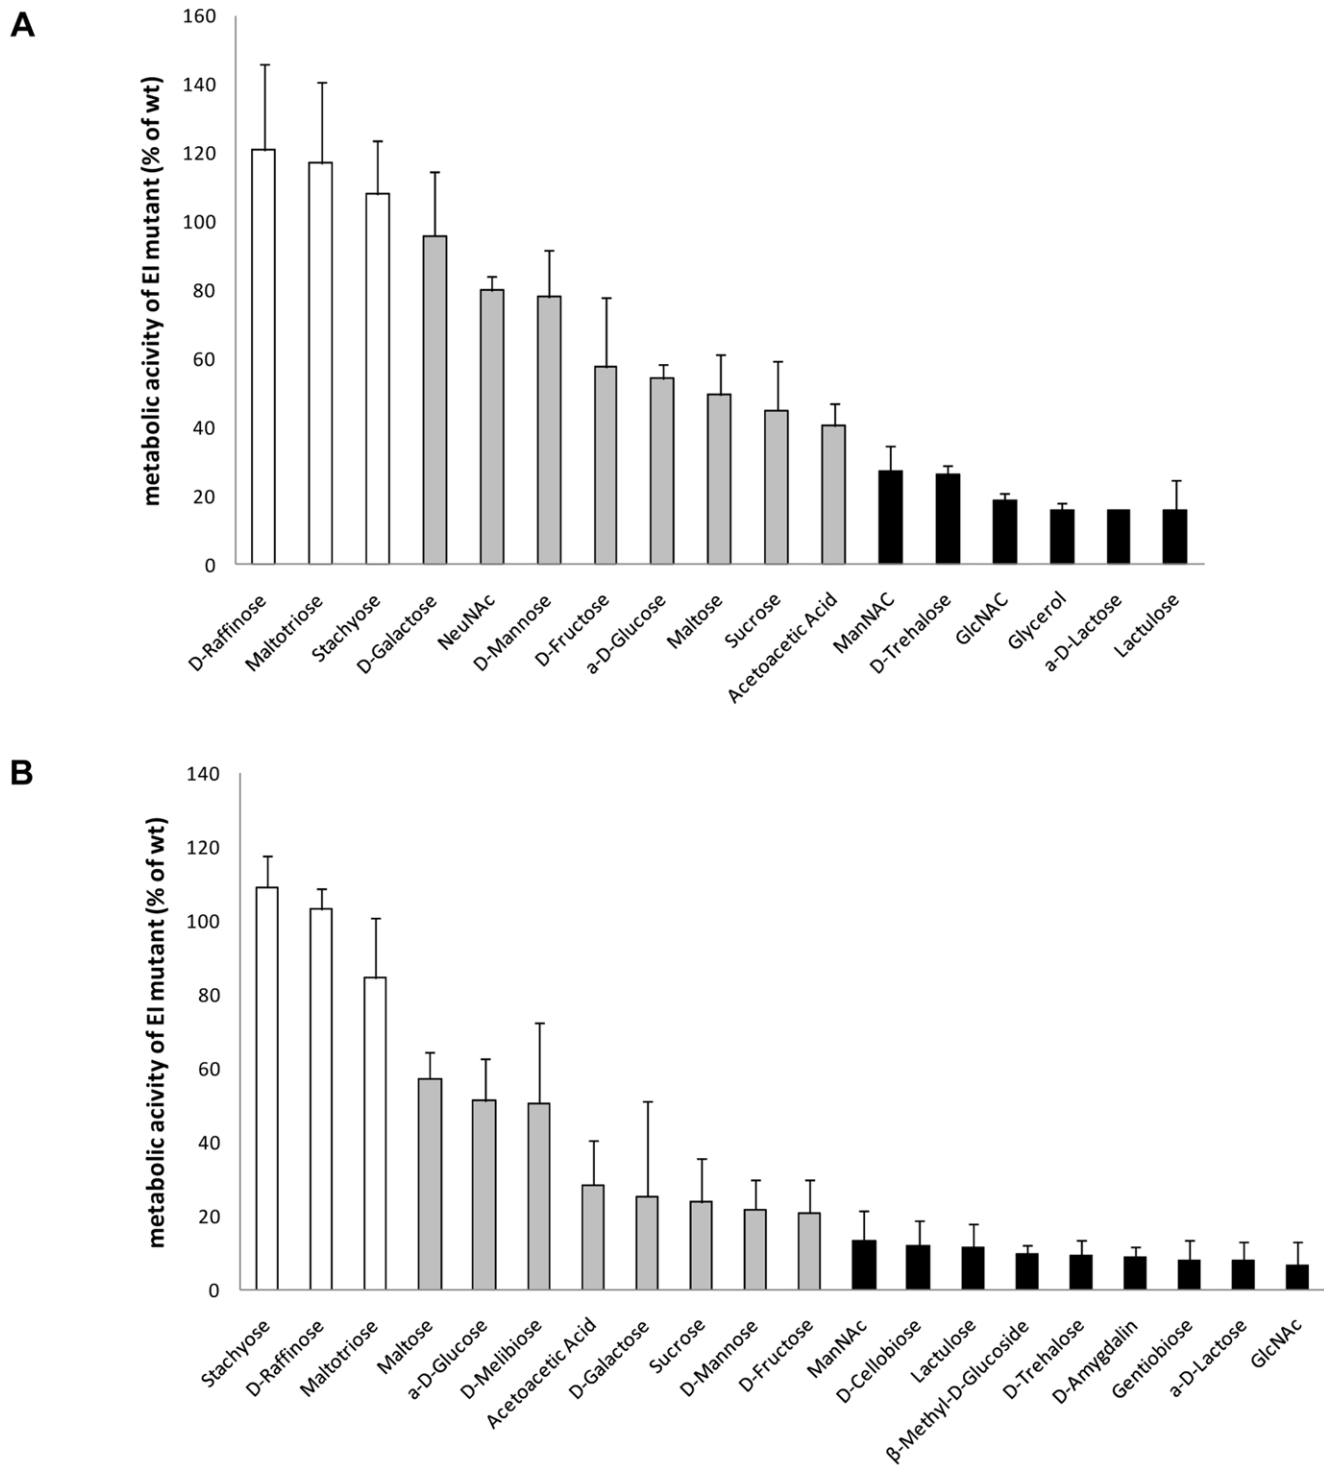 A
metabolic acivity of EI mutant (% of wt)
160
140
120
100
80
60
40
20
0
D-Raffinose
Maltotriose
Stachyose
D-Galactose
NeuNAc
D-Mannose
D-Fructose
a-D-Glucose
Maltose
Sucrose
Acetoacetic Acid
ManNAC
D-Trehalose
GlcNAC
Glycerol
a-D-Lactose
Lactulose
B
metabolic acivity of EI mutant (% of wt)
140
120
100
80
60
40
20
0
Stachyose
D-Raffinose
Maltotriose
Maltose
a-D-Glucose
D-Melibiose
Acetoacetic Acid
D-Galactose
Sucrose
D-Mannose
D-Fructose
ManNAc
D-Cellobiose
Lactulose
β-Methyl-D-Glucoside
D-Trehalose
D-Amygdalin
Gentiobiose
a-D-Lactose
GlcNAc